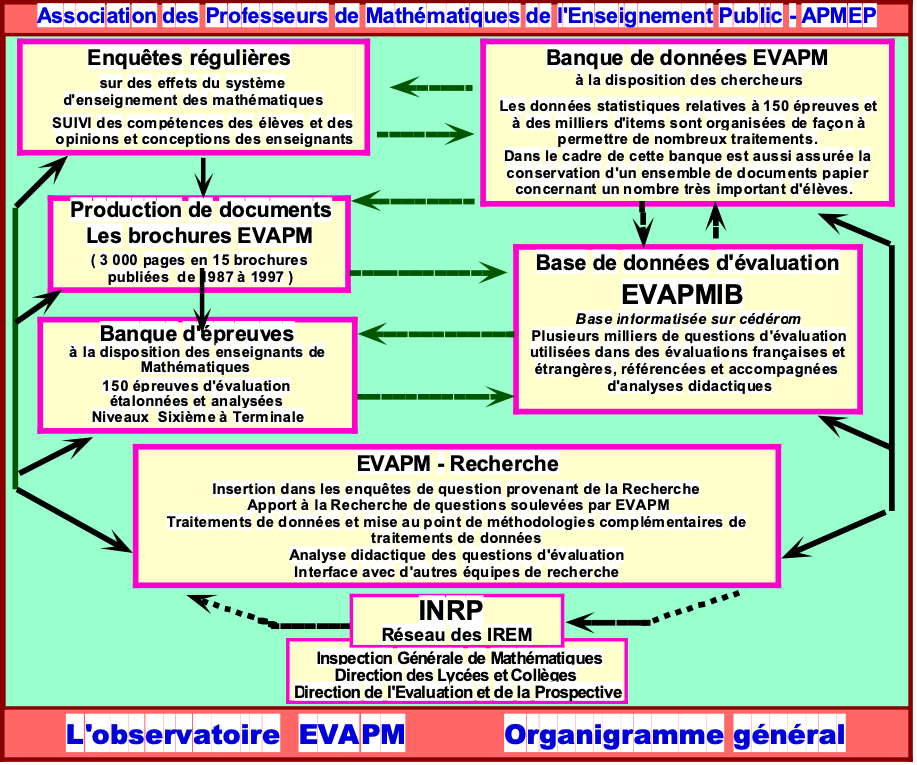 Association des Professeurs de Mathématiques de l'Enseignement Public - APMEP
Enquêtes régulières
sur des effets du système
d'enseignement des mathématiques
SUIVI des compétences des élèves et des
opinions et conceptions des enseignants
Banque de données EVAPM
à la disposition des chercheurs
Les données statistiques relatives à 150 épreuves et
à des milliers d'items sont organisées de façon à
permettre de nombreux traitements.
Dans le cadre de cette banque est aussi assurée la
conservation d'un ensemble de documents papier
concernant un nombre très important d'élèves.
Production de documents
Les brochures EVAPM
( 3 000 pages en 15 brochures
publiées de 1987 à 1997 )
Base de données d'évaluation
EVAPMIB
Base informatisée sur cédérom
Plusieurs milliers de questions d'évaluation
utilisées dans des évaluations françaises et
étrangères, référencées et accompagnées
d'analyses didactiques
Banque d'épreuves
à la disposition des enseignants de
Mathématiques
150 épreuves d'évaluation
étalonnées et analysées
Niveaux Sixième à Terminale
EVAPM - Recherche
Insertion dans les enquêtes de question provenant de la Recherche
Apport à la Recherche de questions soulevées par EVAPM
Traitements de données et mise au point de méthodologies complémentaires de
traitements de données
Analyse didactique des questions d'évaluation
Interface avec d'autres équipes de recherche
INRP
Réseau des IREM
Inspection Générale de Mathématiques
Direction des Lycées et Collèges
Direction de l'Evaluation et de la Prospective
L'observatoire EVAPM Organigramme général